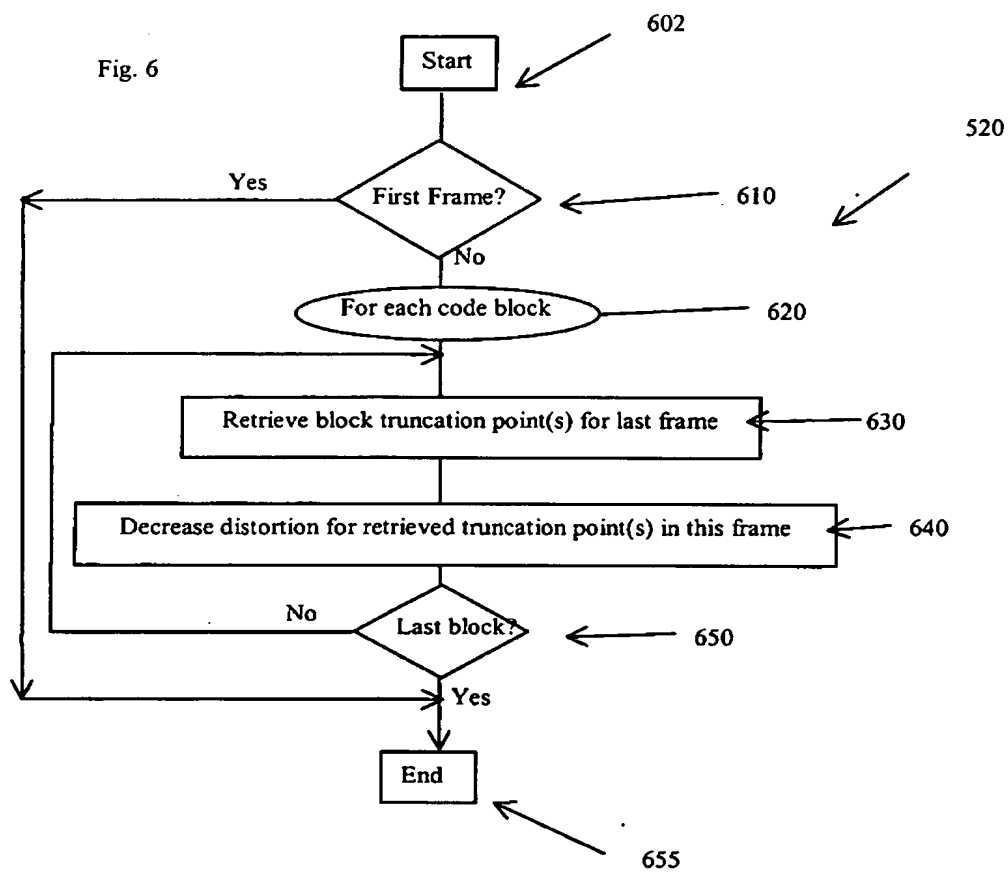 602
Fig. 6
Start
520
Yes
First Frame?
610
No
For each code block
620
Retrieve block truncation point(s) for last frame
630
Decrease distortion for retrieved truncation point(s) in this frame
640
No
Last block?
650
Yes
End
655